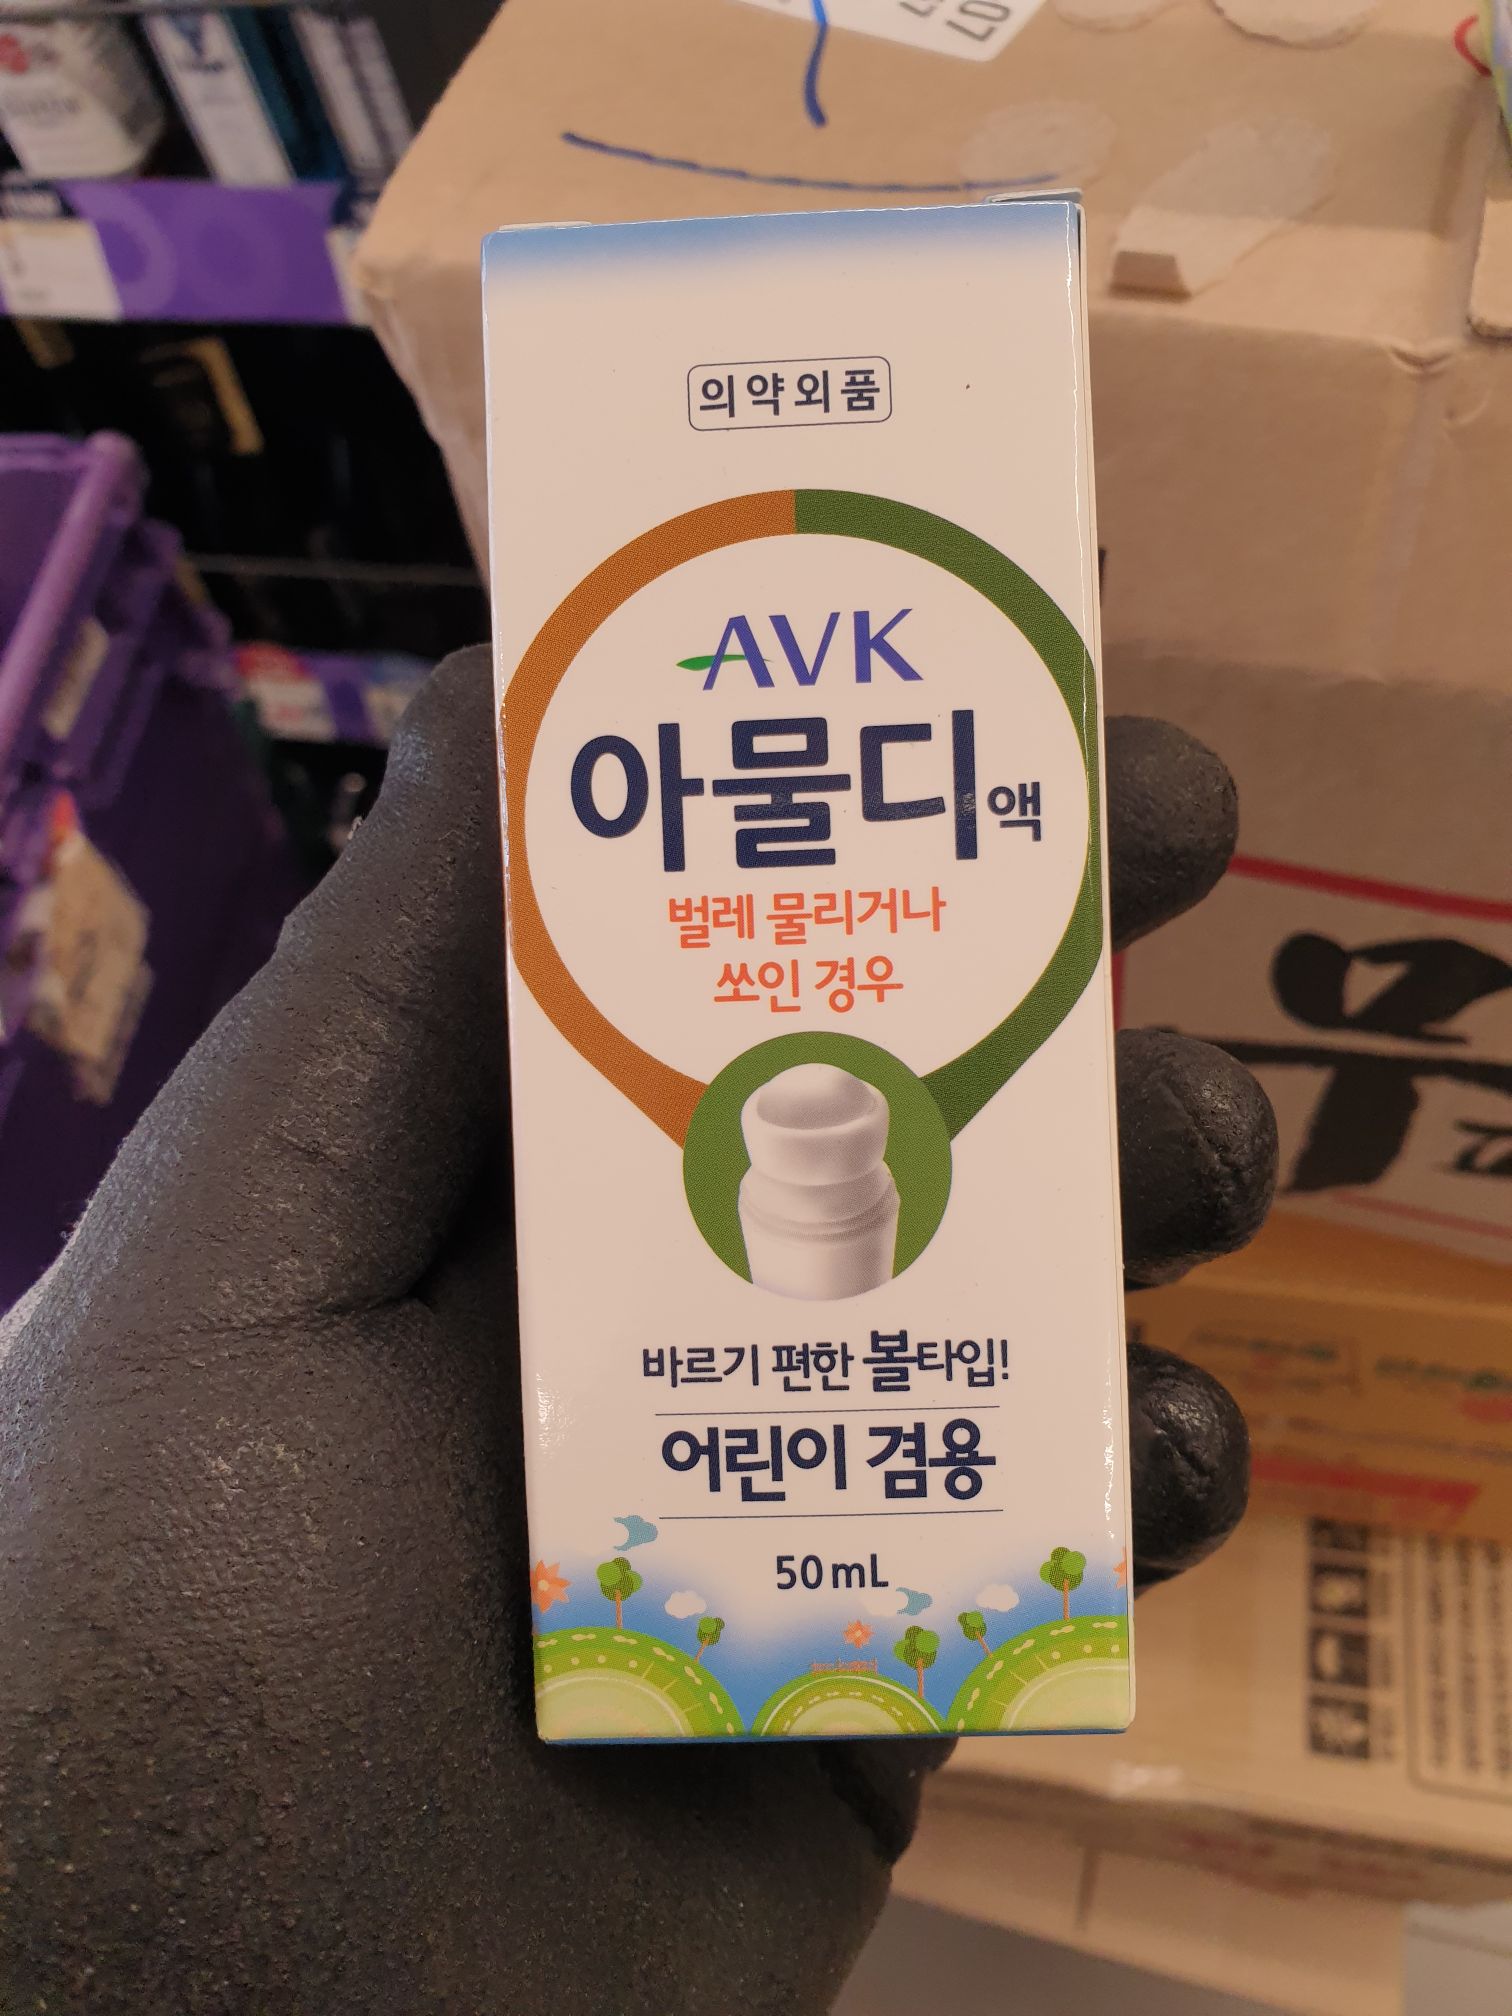 의약외품
AVK
아물디액
벌레 물리거나
쏘인 경우
바르기 편한 볼타입!
어린이 겸용
50mL